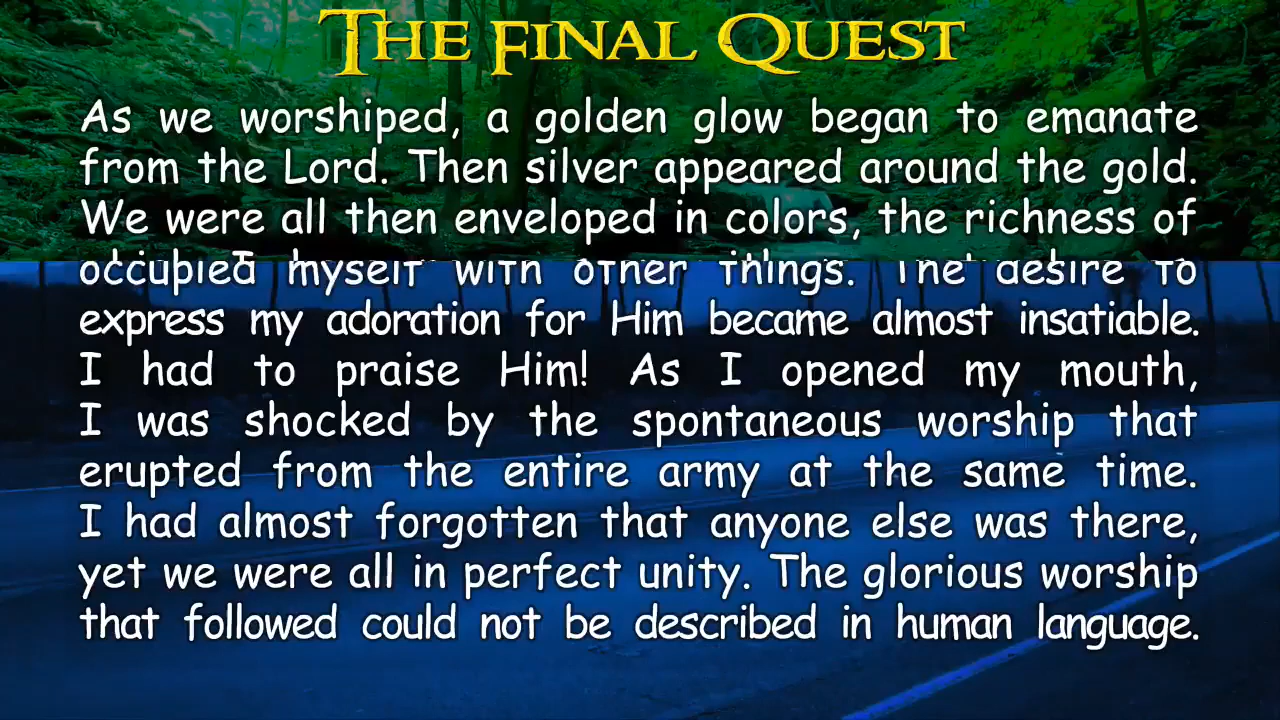 THE FINAL QUEST
As we worshiped, a golden glow began to emanate
from the Lord. Then silver appeared around the gold.
We were all then enveloped in colors, the richness of
occupied myself with other things. The desire to
express my adoration for Him became almost insatiable.
I had to praise Him! As I opened my mouth,
I was shocked by the spontaneous worship that
erupted from the entire army at the same time.
I had almost forgotten that anyone else was there,
yet we were all in perfect unity. The glorious worship
that followed could not be described in human language.